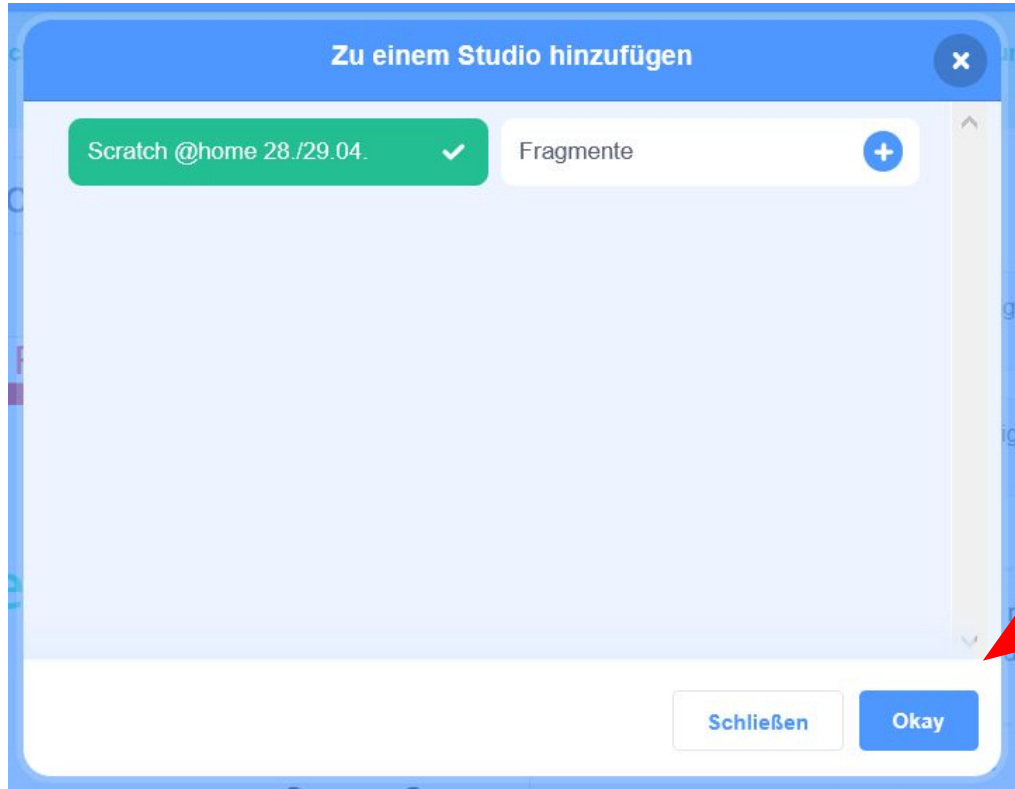 Zu einem Studio hinzufügen
Scratch @home 28./29.04.
Fragmente
Schließen
Okay